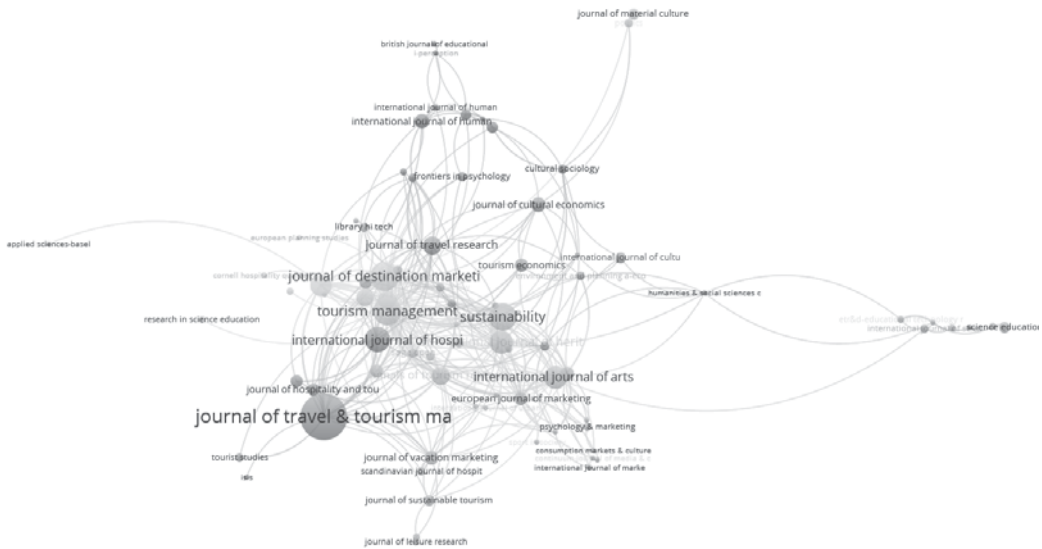 journal of material culture
british journal of educational
i-perception
international journal of human
international journal of human
cultural sociology
frontiers in psychology
journal of cultural economics
library hi tech
european planning studies
applied sciences-basel
journal of travel research
international journal of cultu
tourism economics
journal of destination marketi
cornell hospitality
humanities & social sciences c
tourism management
sustainability
research in science education
science education
international journal of hospi
international journal of arts
journal of hospitality and tou
european journal of marketing
journal of travel & tourism ma
psychology & marketing
consumption markets & culture
tourist studies
journal of vacation marketing
international journal of marke
scandinavian journal of hospit
isis
journal of sustainable tourism
journal of leisure research